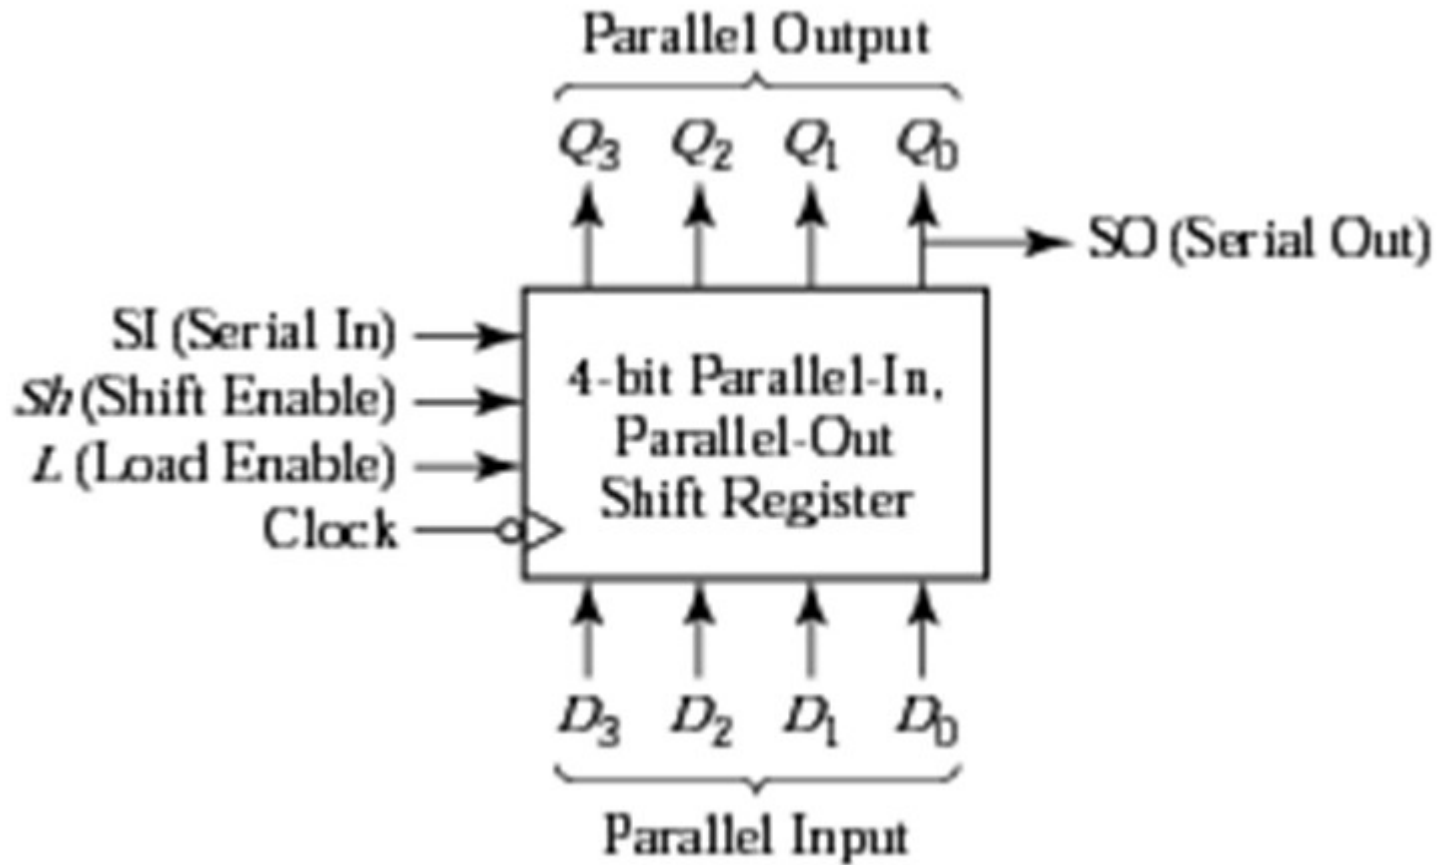 Parallel Output
Q3 Q2 Q1 Q0
SO (Serial Out)
SI (Serial In)
Sh (Shift Enable)
L (Load Enable)
Clock
4-bit Parallel-In,
Parallel-Out
Shift Register
D3 D2 D1 D0
Parallel Input